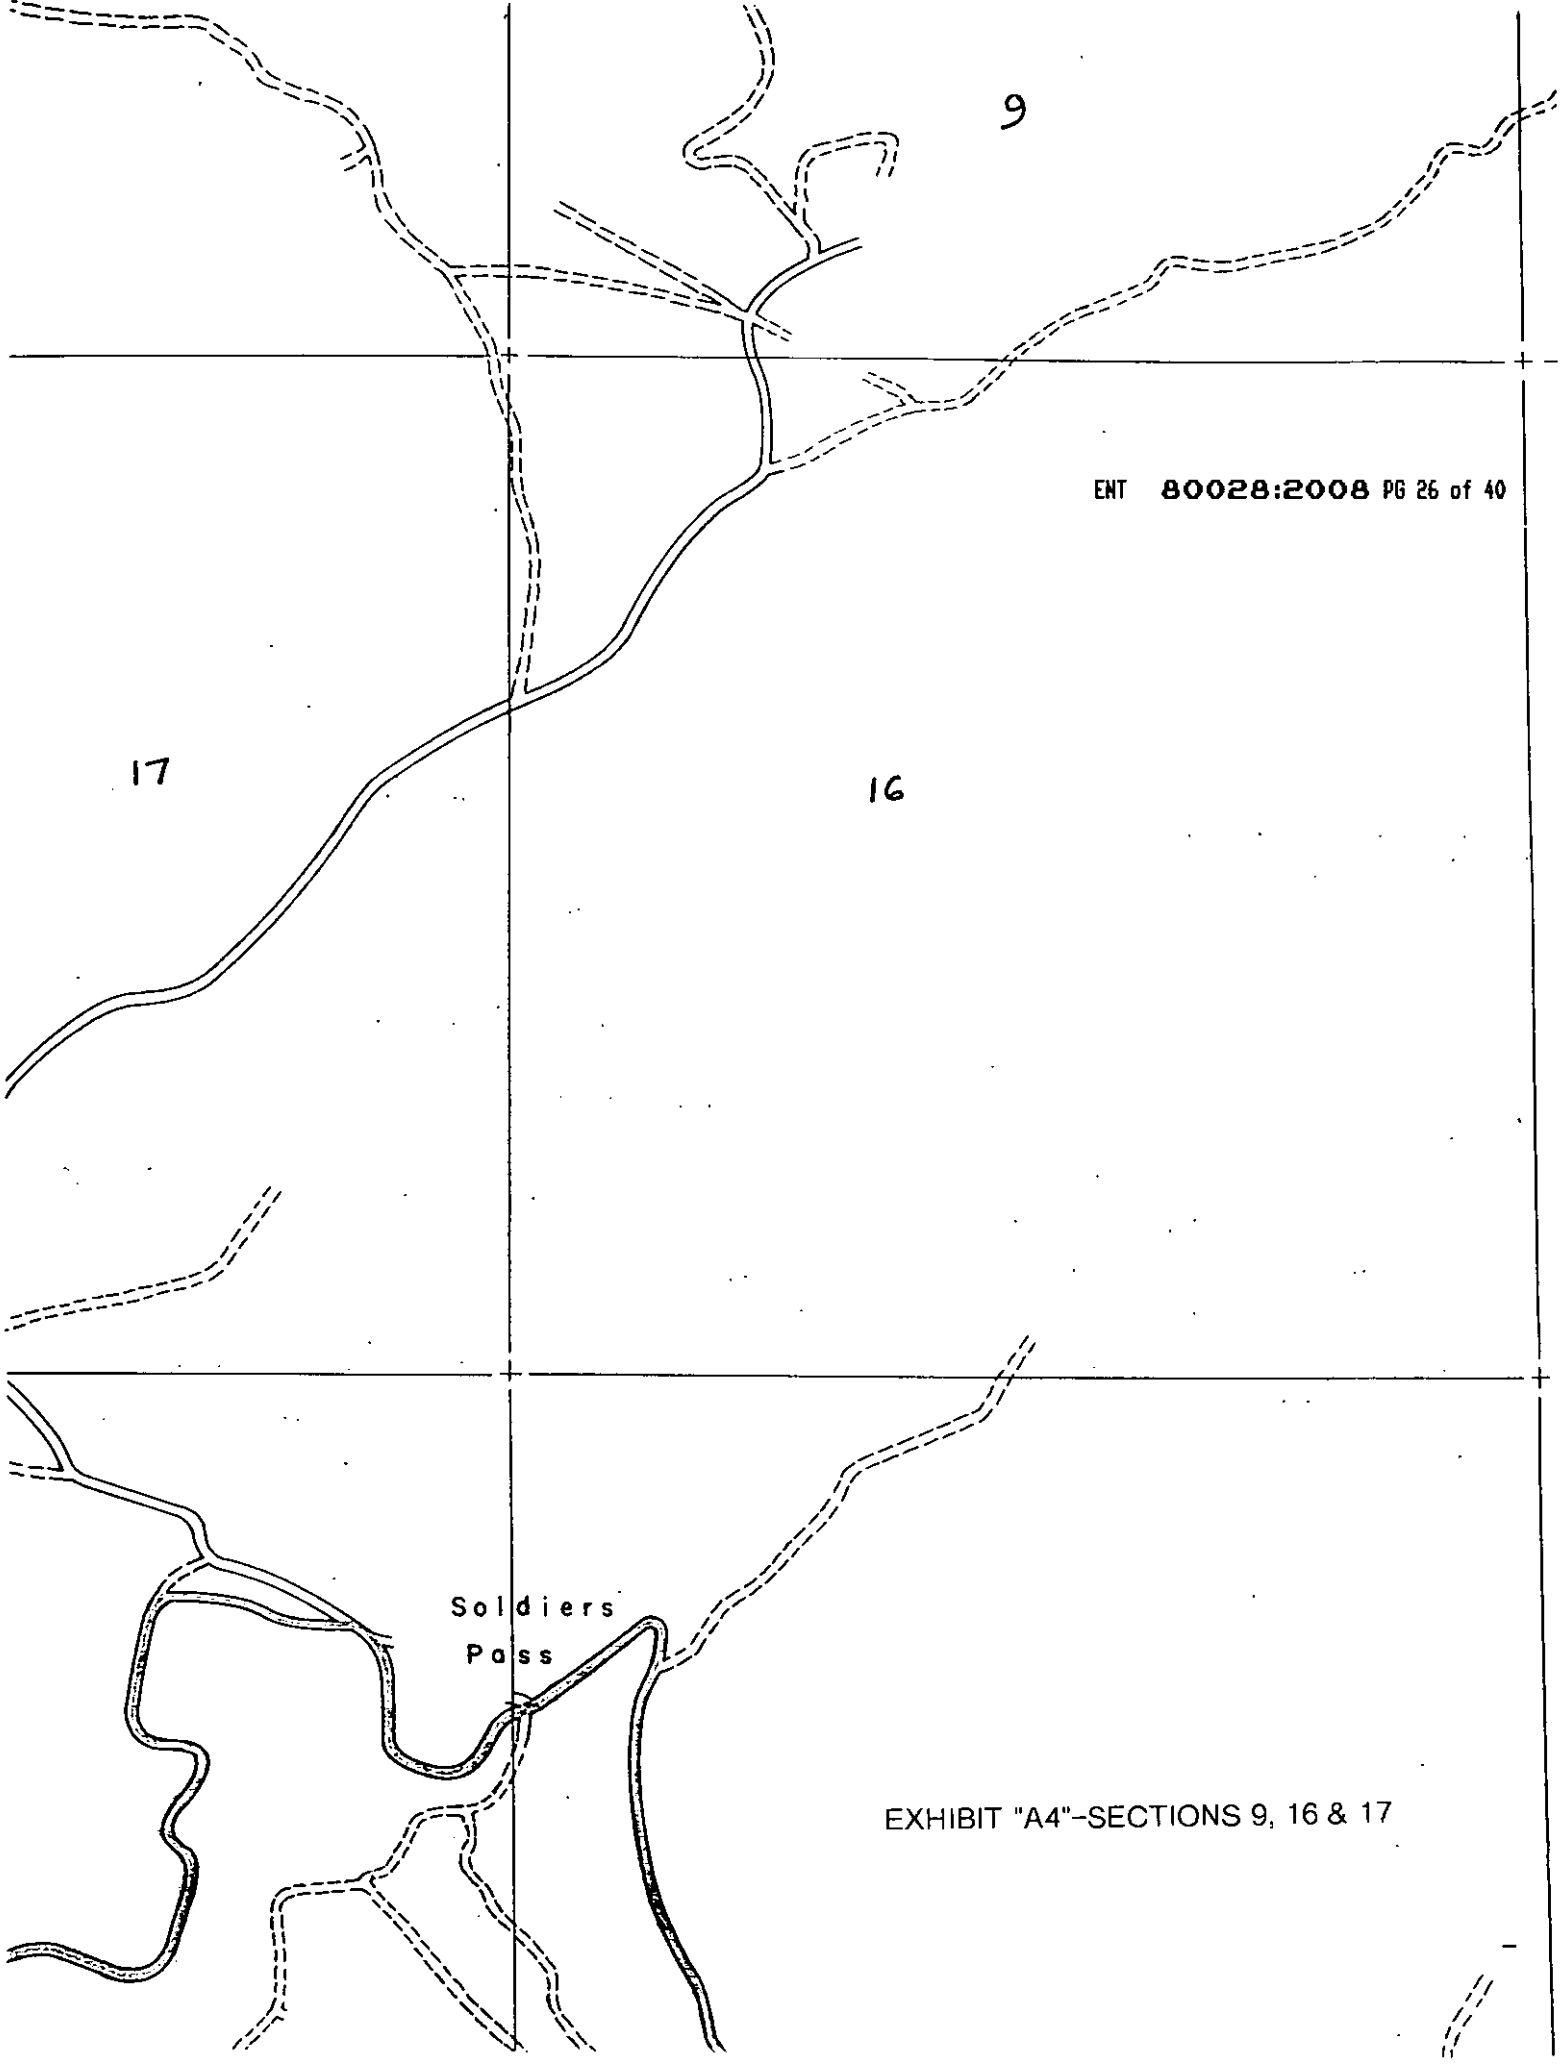 9
ENT 80028:2008 PG 26 of 40
17
16
Soldiers
Pass
EXHIBIT "A4"-SECTIONS 9, 16 & 17